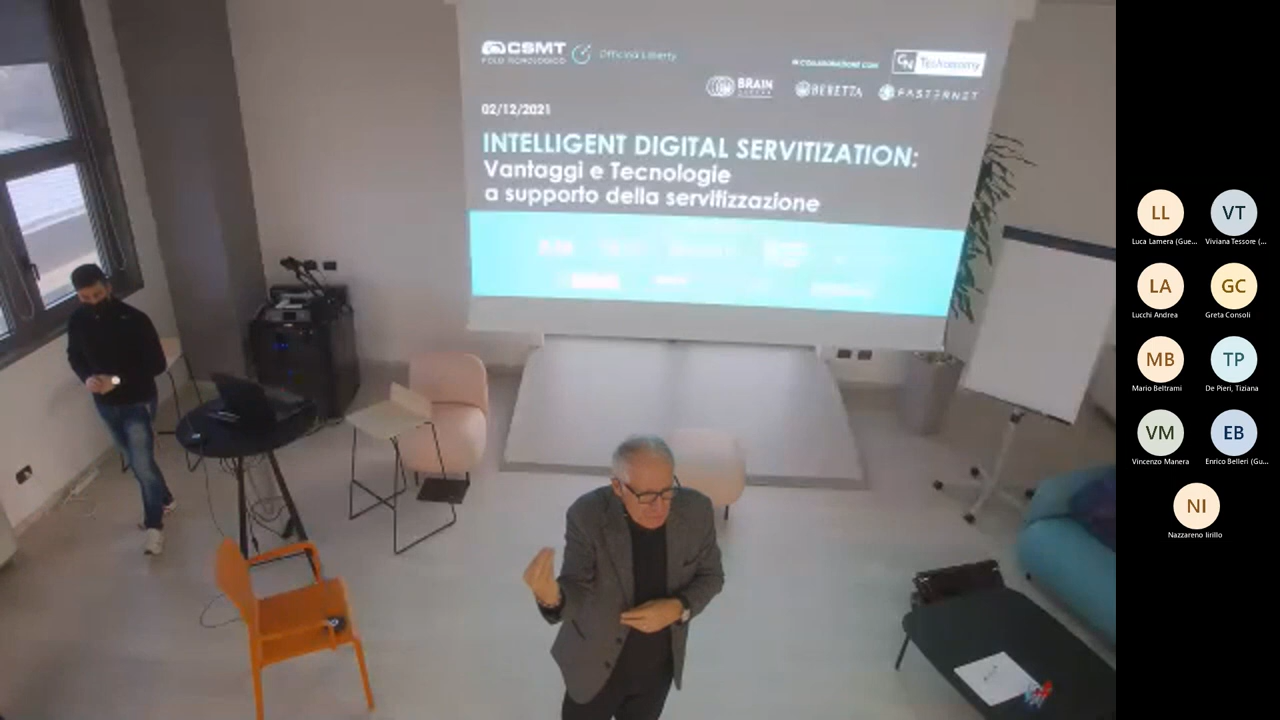 CSMT
POLO TECNOLOGICO
Officina Liberty
IN COLLABORAZIONE CON
BRAIN
BERETTA
FASTERNET
02/12/2021
INTELLIGENT DIGITAL SERVITIZATION:
Vantaggi e Tecnologie
a supporto della servitizzazione
LL
Luca Lamera (Gue...
VT
Viviana Tessore (...
LA
Lucchi Andrea
GC
Greta Consoli
MB
Mario Beltrami
TP
De Pieri, Tiziana
VM
Vincenzo Manera
EB
Enrico Belleri (Gu...
NI
Nazzareno Iirillo